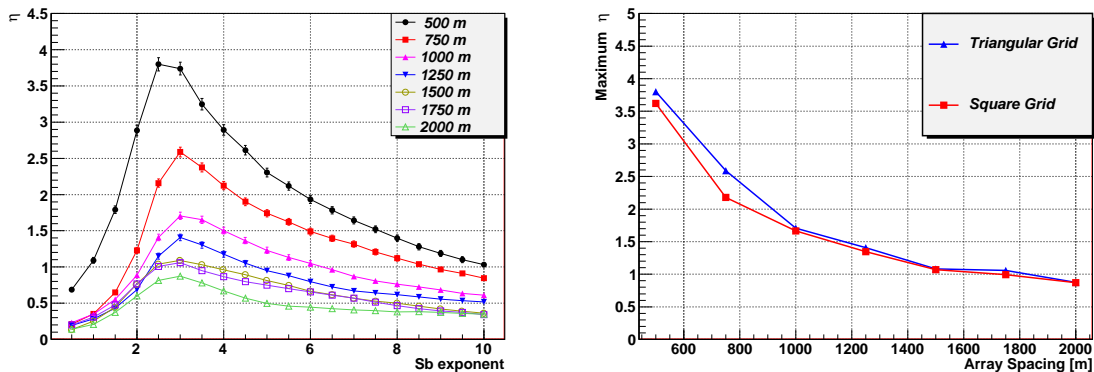 η
4.5
4
3.5
3
2.5
2
1.5
1
0.5
0
2
4
6
8
10
Sb exponent
500 m
750 m
1000 m
1250 m
1500 m
1750 m
2000 m
Maximum η
5
4.5
4
3.5
3
2.5
2
1.5
1
0.5
0
600
800
1000
1200
1400
1600
1800
2000
Array Spacing [m]
Triangular Grid
Square Grid